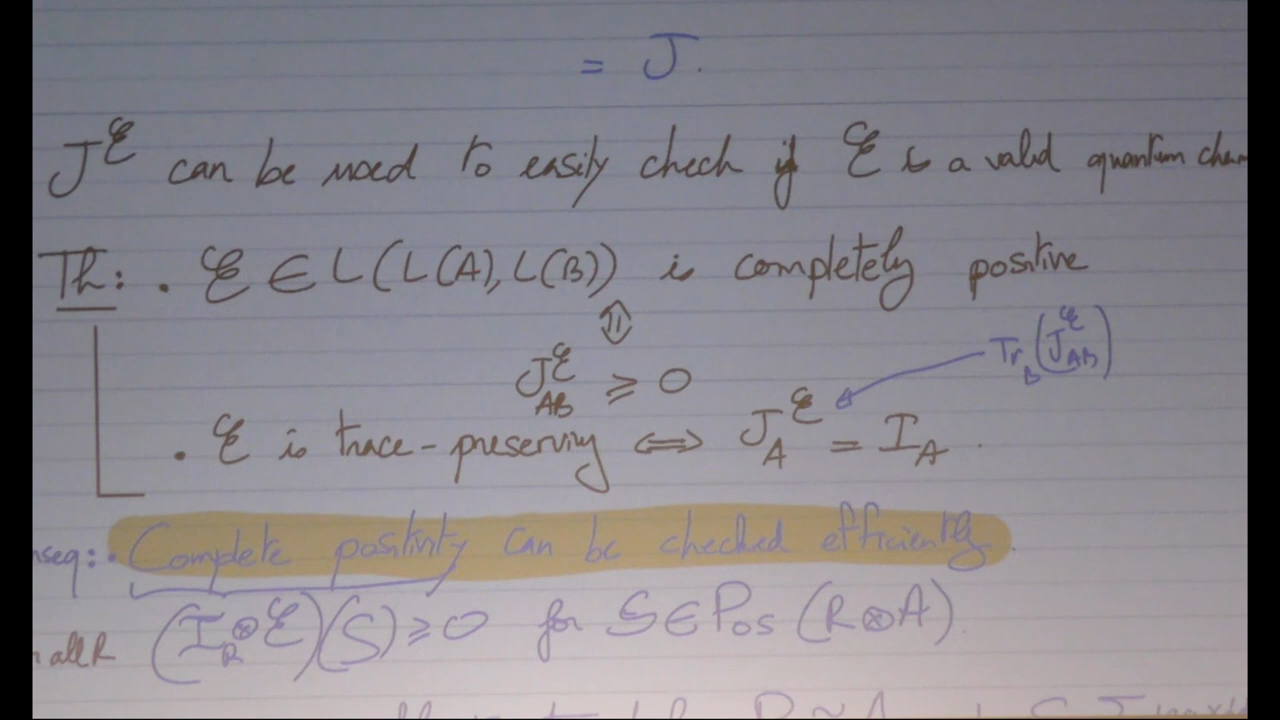 = J.
J^ℰ can be used to easily check if ℰ is a valid quantum chan
Th: . ℰ ∈ L(L(A), L(B)) is completely positive
⇕
J^ℰ_AB ≥ 0
Tr_B(J^ℰ_AB)
. ℰ is trace-preserving ⟺ J^ℰ_A = I_A.
nseq: . Complete positivity can be checked efficiently.
all R (I_R ⊗ ℰ)(S) ≥ 0 for S ∈ Pos(R⊗A).